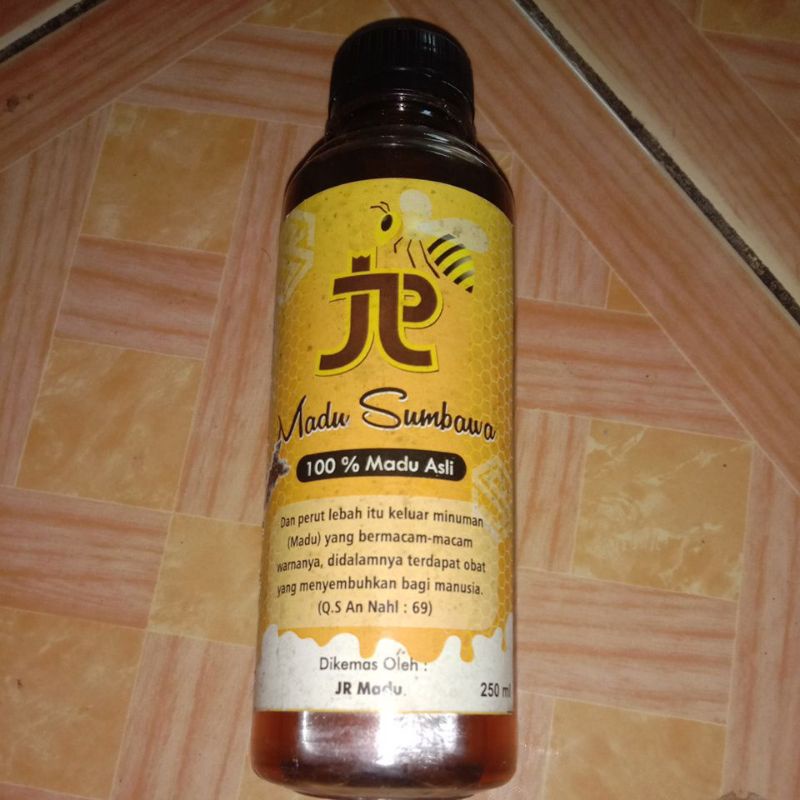 JR
Madu Sumbawa
100 % Madu Asli
Dan perut lebah itu keluar minuman
(Madu) yang bermacam-macam
warnanya, didalamnya terdapat obat
yang menyembuhkan bagi manusia.
(Q.S An Nahl : 69)
Dikemas Oleh :
JR Madu
250 ml